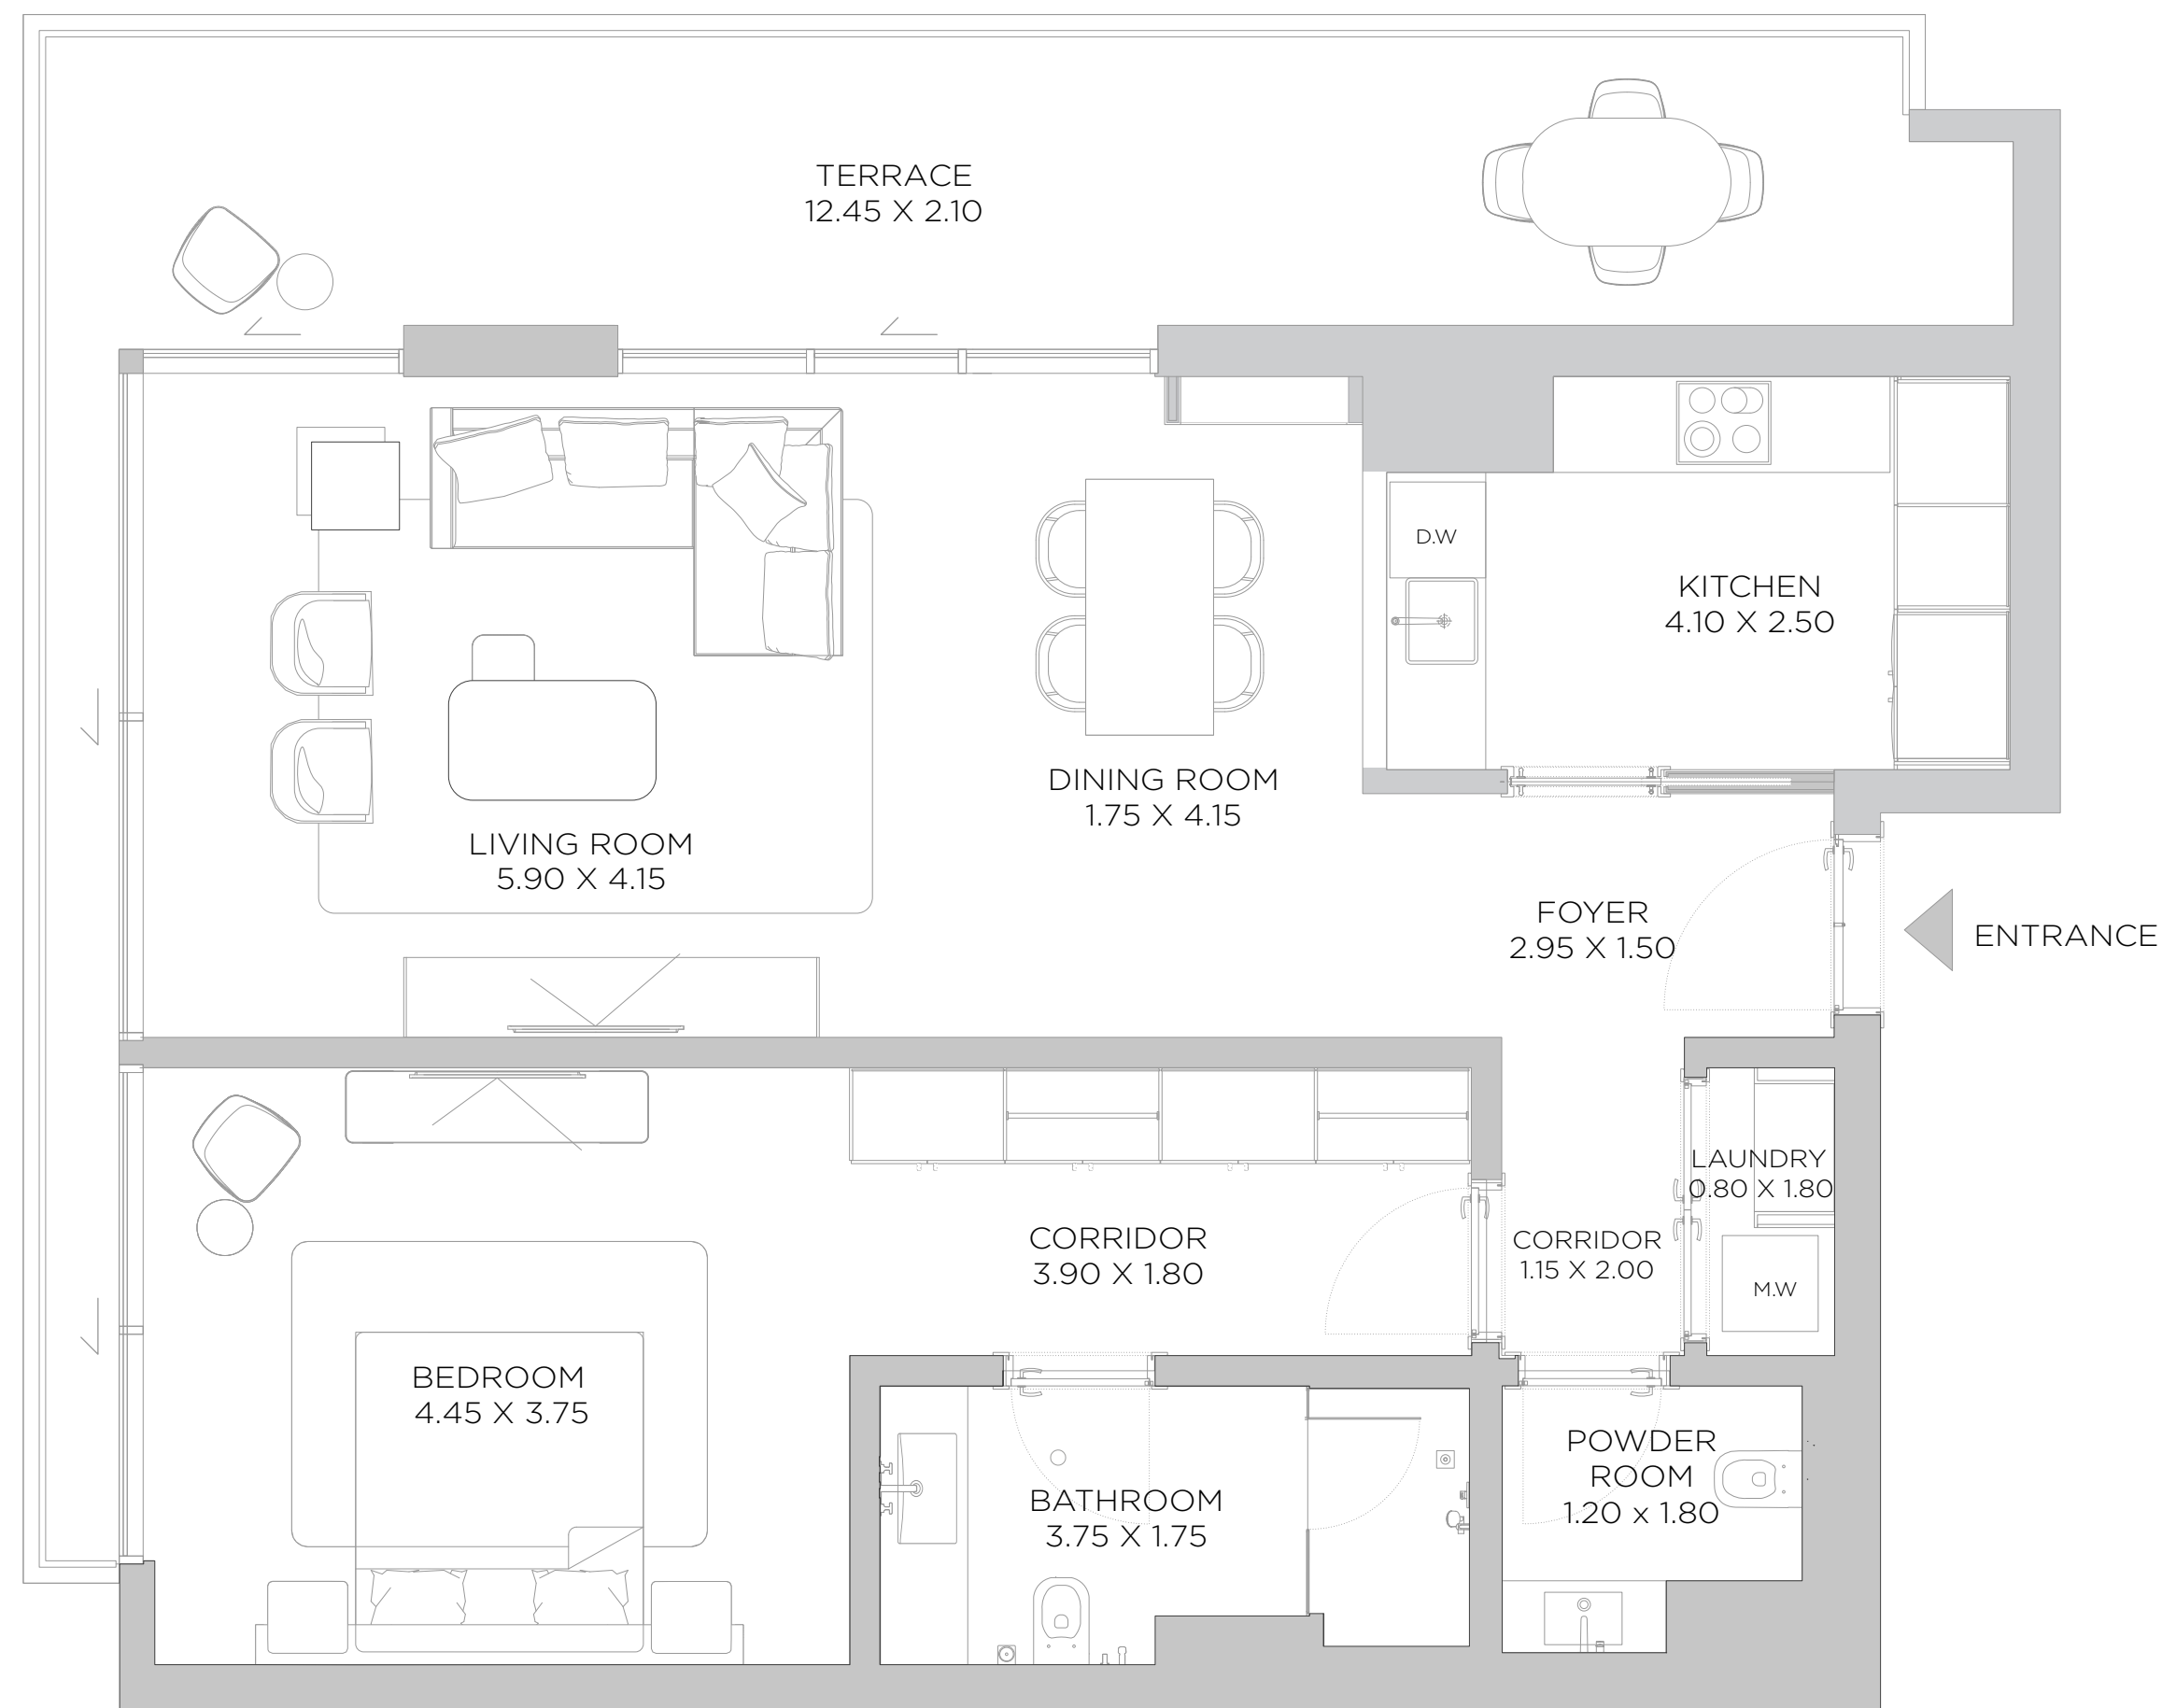 TERRACE
12.45 X 2.10
D.W
KITCHEN
4.10 X 2.50
DINING ROOM
1.75 X 4.15
LIVING ROOM
5.90 X 4.15
FOYER
2.95 X 1.50
ENTRANCE
LAUNDRY
0.80 X 1.80
CORRIDOR
3.90 X 1.80
CORRIDOR
1.15 X 2.00
M.W
BEDROOM
4.45 X 3.75
POWDER
ROOM
1.20 x 1.80
BATHROOM
3.75 X 1.75